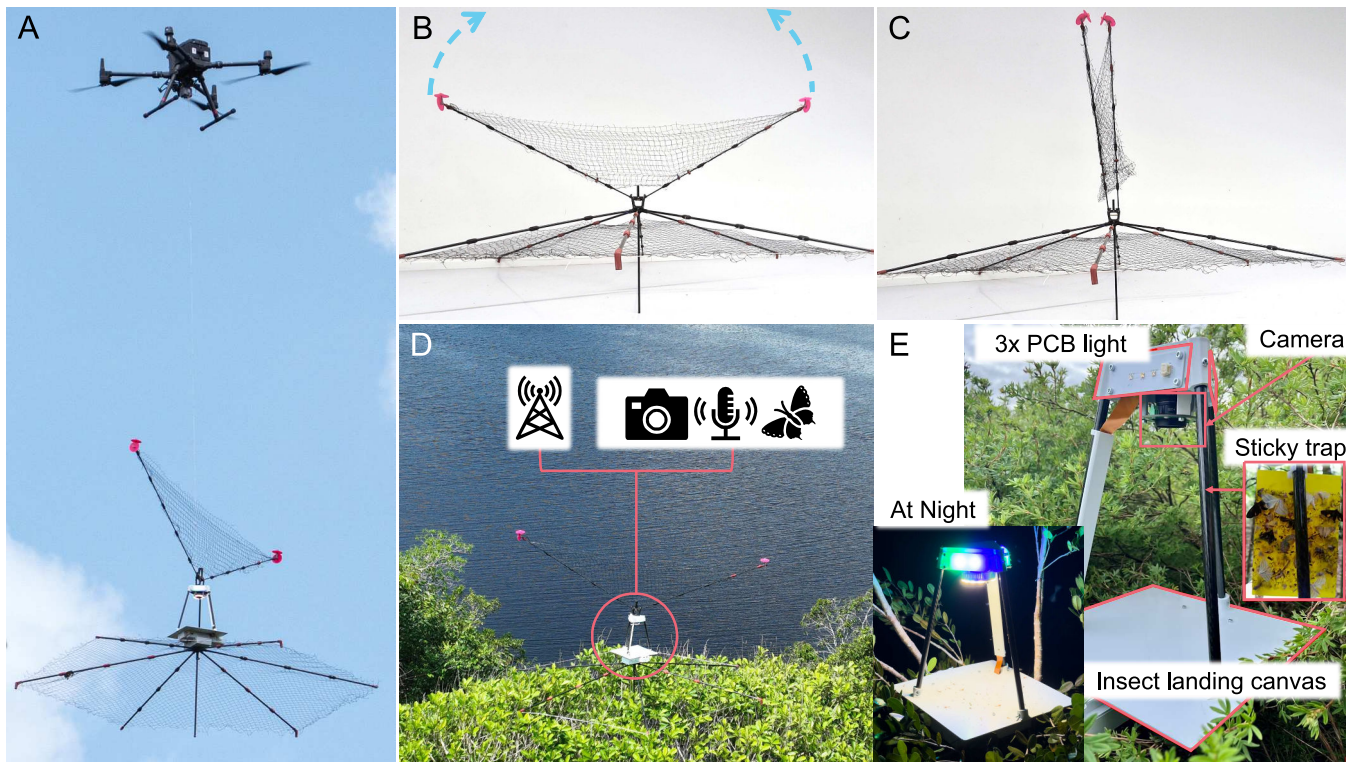 A
B
C
D
E
3x PCB light
Camera
Sticky trap
At Night
Insect landing canvas